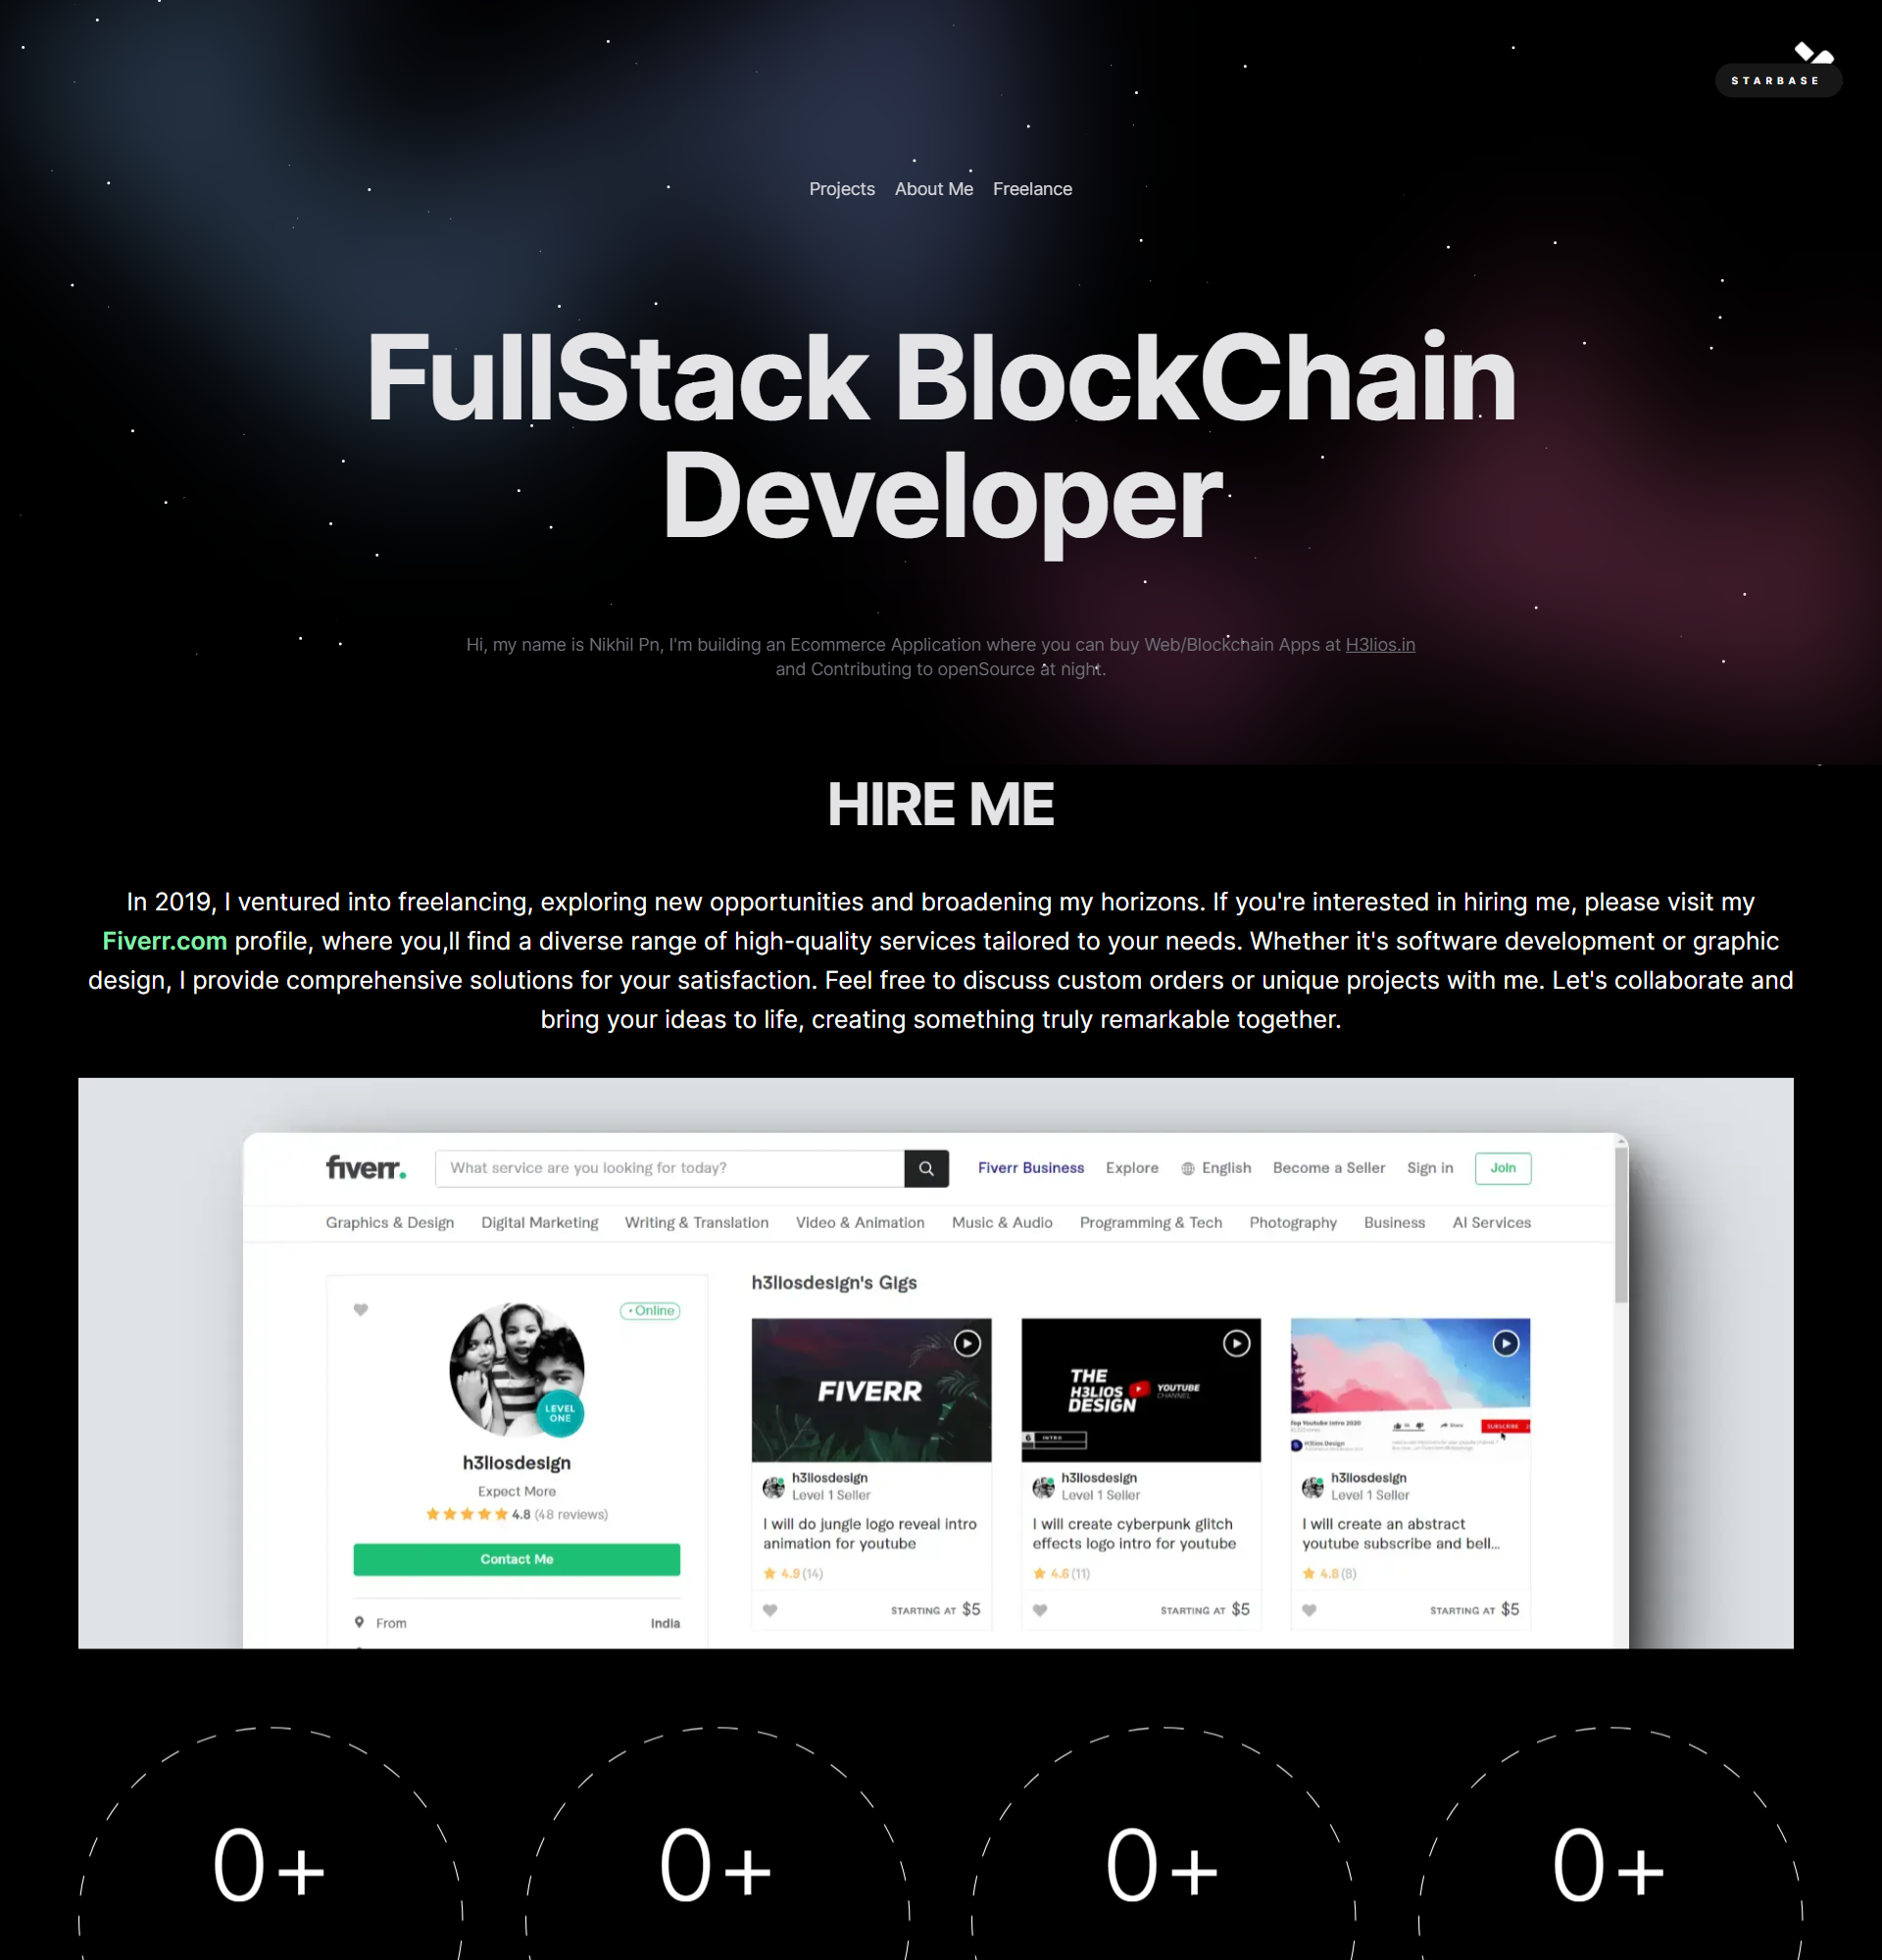 STARBASE
Projects About Me Freelance
FullStack BlockChain
Developer
Hi, my name is Nikhil Pn, I'm building an Ecommerce Application where you can buy Web/Blockchain Apps at H3lios.in
and Contributing to openSource at night.
HIRE ME
In 2019, I ventured into freelancing, exploring new opportunities and broadening my horizons. If you're interested in hiring me, please visit my
Fiverr.com profile, where you,ll find a diverse range of high-quality services tailored to your needs. Whether it's software development or graphic
design, I provide comprehensive solutions for your satisfaction. Feel free to discuss custom orders or unique projects with me. Let's collaborate and
bring your ideas to life, creating something truly remarkable together.
fiverr.
What service are you looking for today?
Fiverr Business Explore English Become a Seller Sign in Join
Graphics & Design Digital Marketing Writing & Translation Video & Animation Music & Audio Programming & Tech Photography Business AI Services
Online
LEVEL
ONE
h3liosdesign
Expect More
4.8 (48 reviews)
Contact Me
From India
h3liosdesign's Gigs
FIVERR
h3liosdesign
Level 1 Seller
I will do jungle logo reveal intro
animation for youtube
4.9 (14)
STARTING AT $5
THE
H3LIOS
DESIGN
YOUTUBE
CHANNEL
6 INTRO
h3liosdesign
Level 1 Seller
I will create cyberpunk glitch
effects logo intro for youtube
4.6 (11)
STARTING AT $5
Top Youtube Intro 2020
Share
SUBSCRIBE
H3lios Design
h3liosdesign
Level 1 Seller
I will create an abstract
youtube subscribe and bell...
4.8 (8)
STARTING AT $5
0+ 0+ 0+ 0+